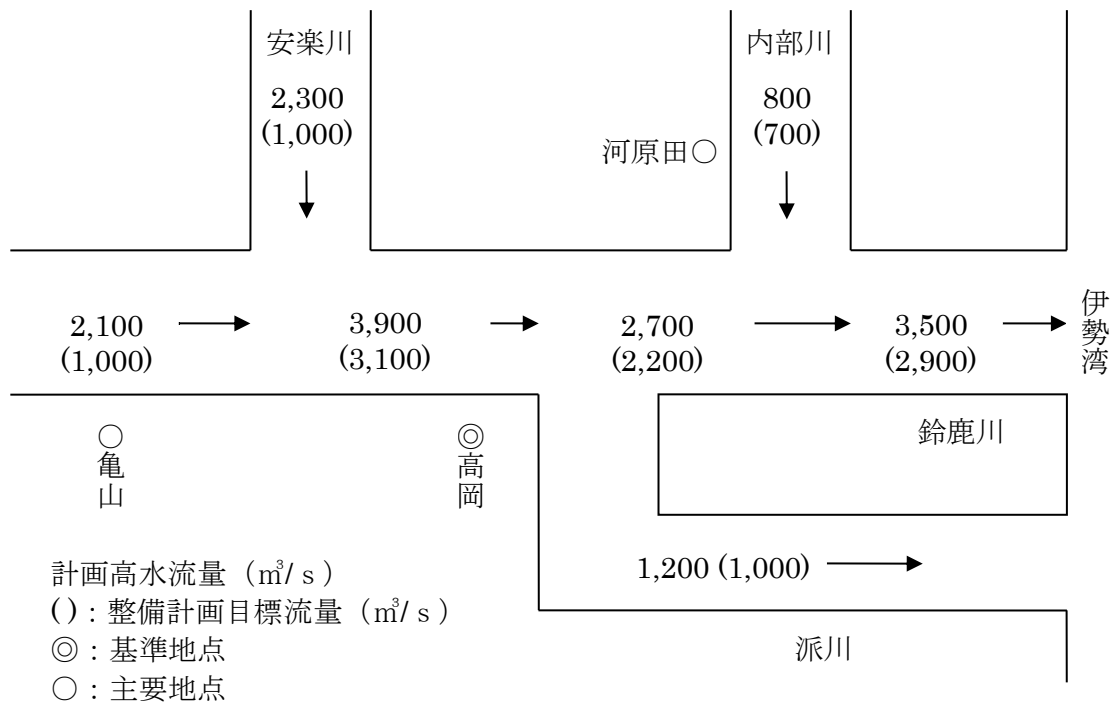 安楽川
2,300
(1,000)
内部川
800
(700)
河原田○
2,100
(1,000)
3,900
(3,100)
2,700
(2,200)
3,500
(2,900)
伊勢湾
○亀山
◎高岡
鈴鹿川
1,200 (1,000)
派川
計画高水流量（㎥/ｓ）
( )：整備計画目標流量（㎥/ｓ）
◎：基準地点
○：主要地点